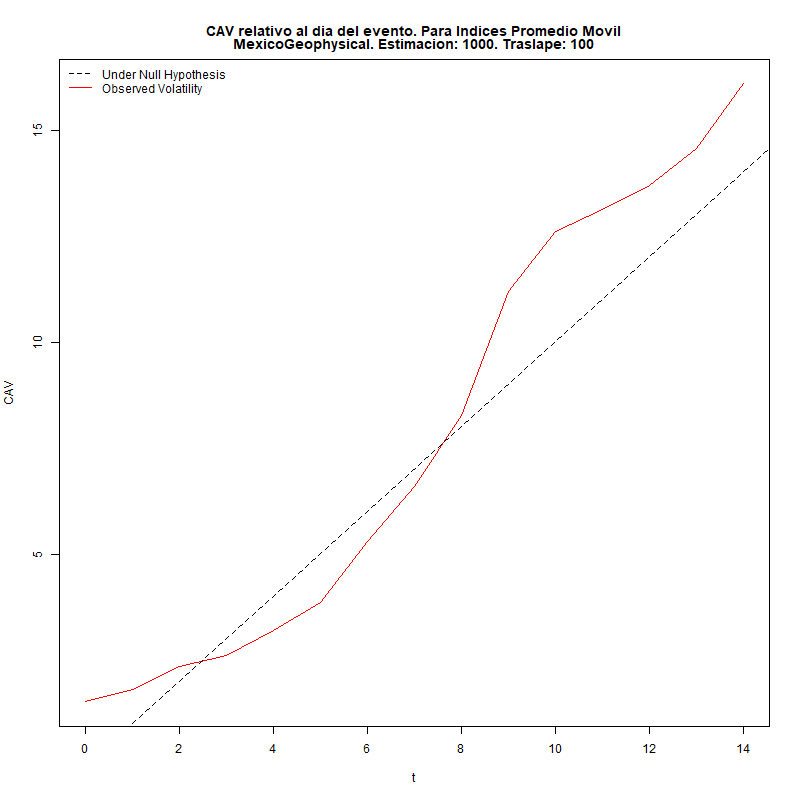 CAV relativo al dia del evento. Para Indices Promedio Movil
MexicoGeophysical. Estimacion: 1000. Traslape: 100
Under Null Hypothesis
Observed Volatility
15
10
5
CAV
0 2 4 6 8 10 12 14
t